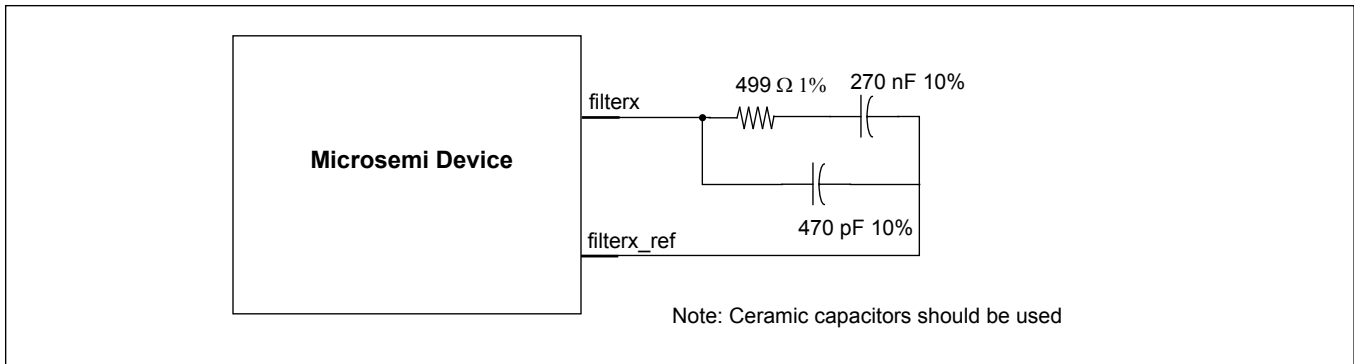 499 Ω 1%
270 nF 10%
filterx
Microsemi Device
470 pF 10%
filterx_ref
Note: Ceramic capacitors should be used